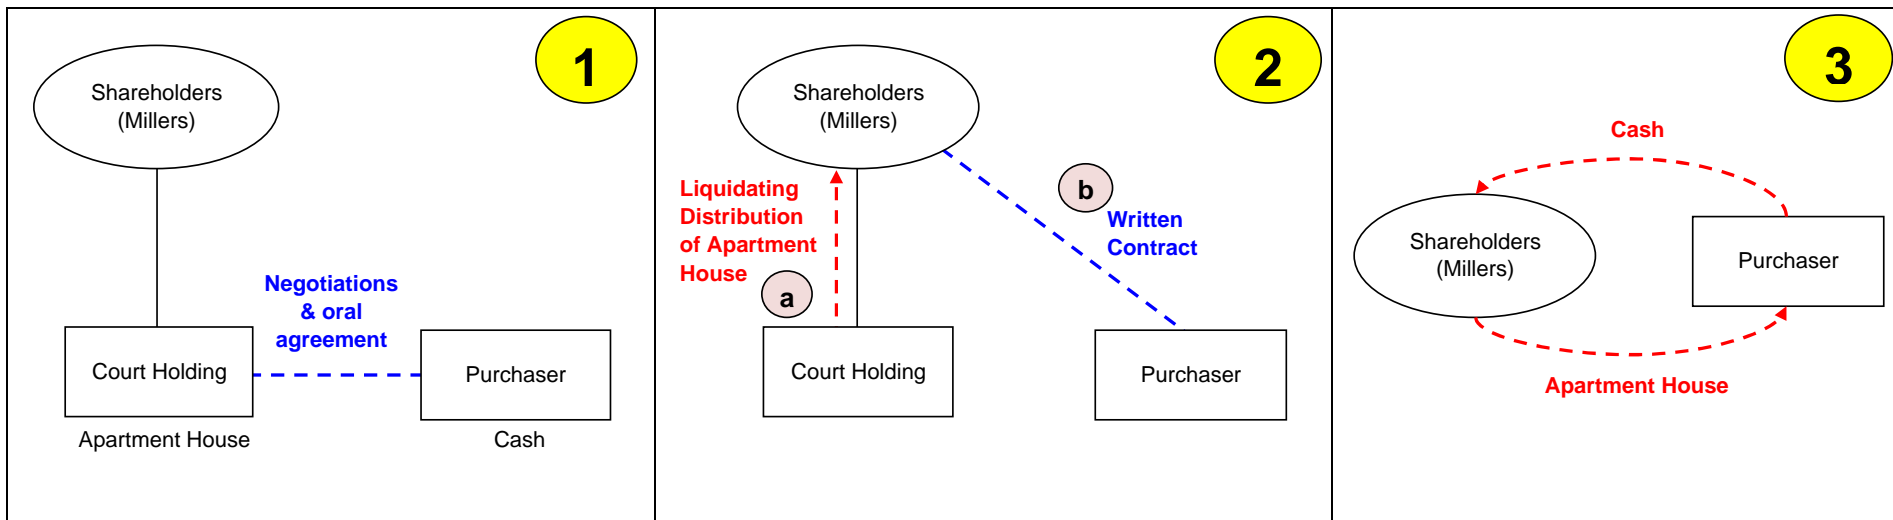 1
Shareholders
(Millers)
Negotiations
& oral
agreement
Court Holding
Purchaser
Apartment House
Cash
2
Shareholders
(Millers)
Liquidating
Distribution
of Apartment
House
a
b
Written
Contract
Court Holding
Purchaser
3
Cash
Shareholders
(Millers)
Purchaser
Apartment House